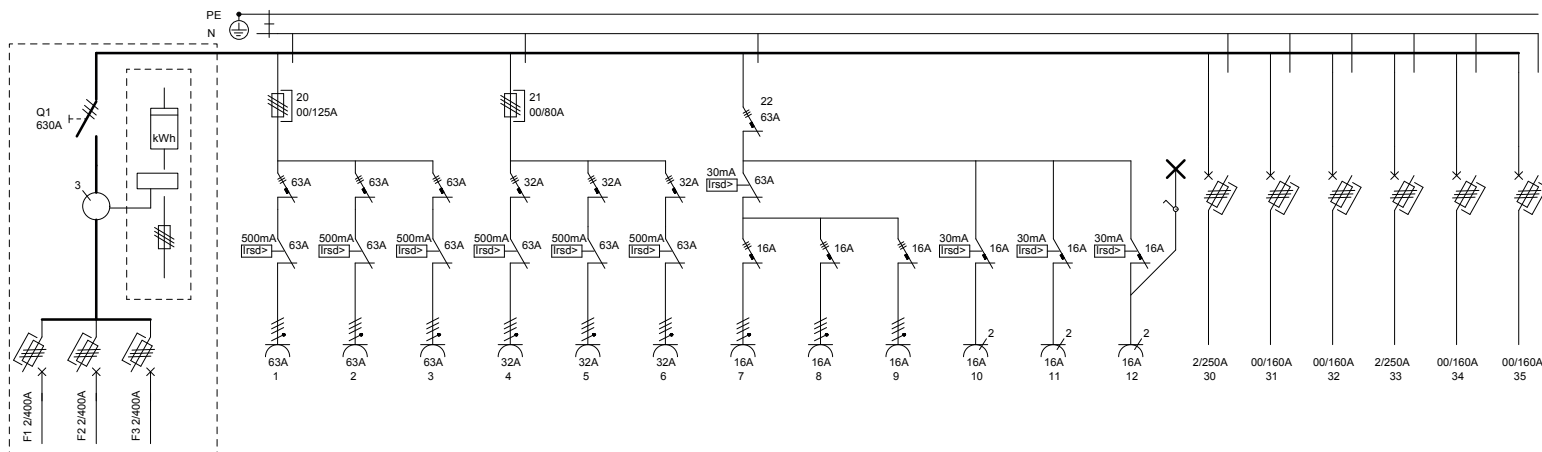 PE
N
Q1
630A
kWh
3
F1 2/400A
F2 2/400A
F3 2/400A
20
00/125A
21
00/80A
22
63A
63A
63A
63A
32A
32A
32A
30mA
Irsd>
63A
500mA
Irsd>
63A
500mA
Irsd>
63A
500mA
Irsd>
63A
500mA
Irsd>
63A
500mA
Irsd>
63A
500mA
Irsd>
63A
16A
16A
16A
30mA
Irsd>
16A
30mA
Irsd>
16A
30mA
Irsd>
16A
2
2
2
63A
63A
63A
32A
32A
32A
16A
16A
16A
16A
16A
16A
1
2
3
4
5
6
7
8
9
10
11
12
2/250A
00/160A
00/160A
2/250A
00/160A
00/160A
30
31
32
33
34
35